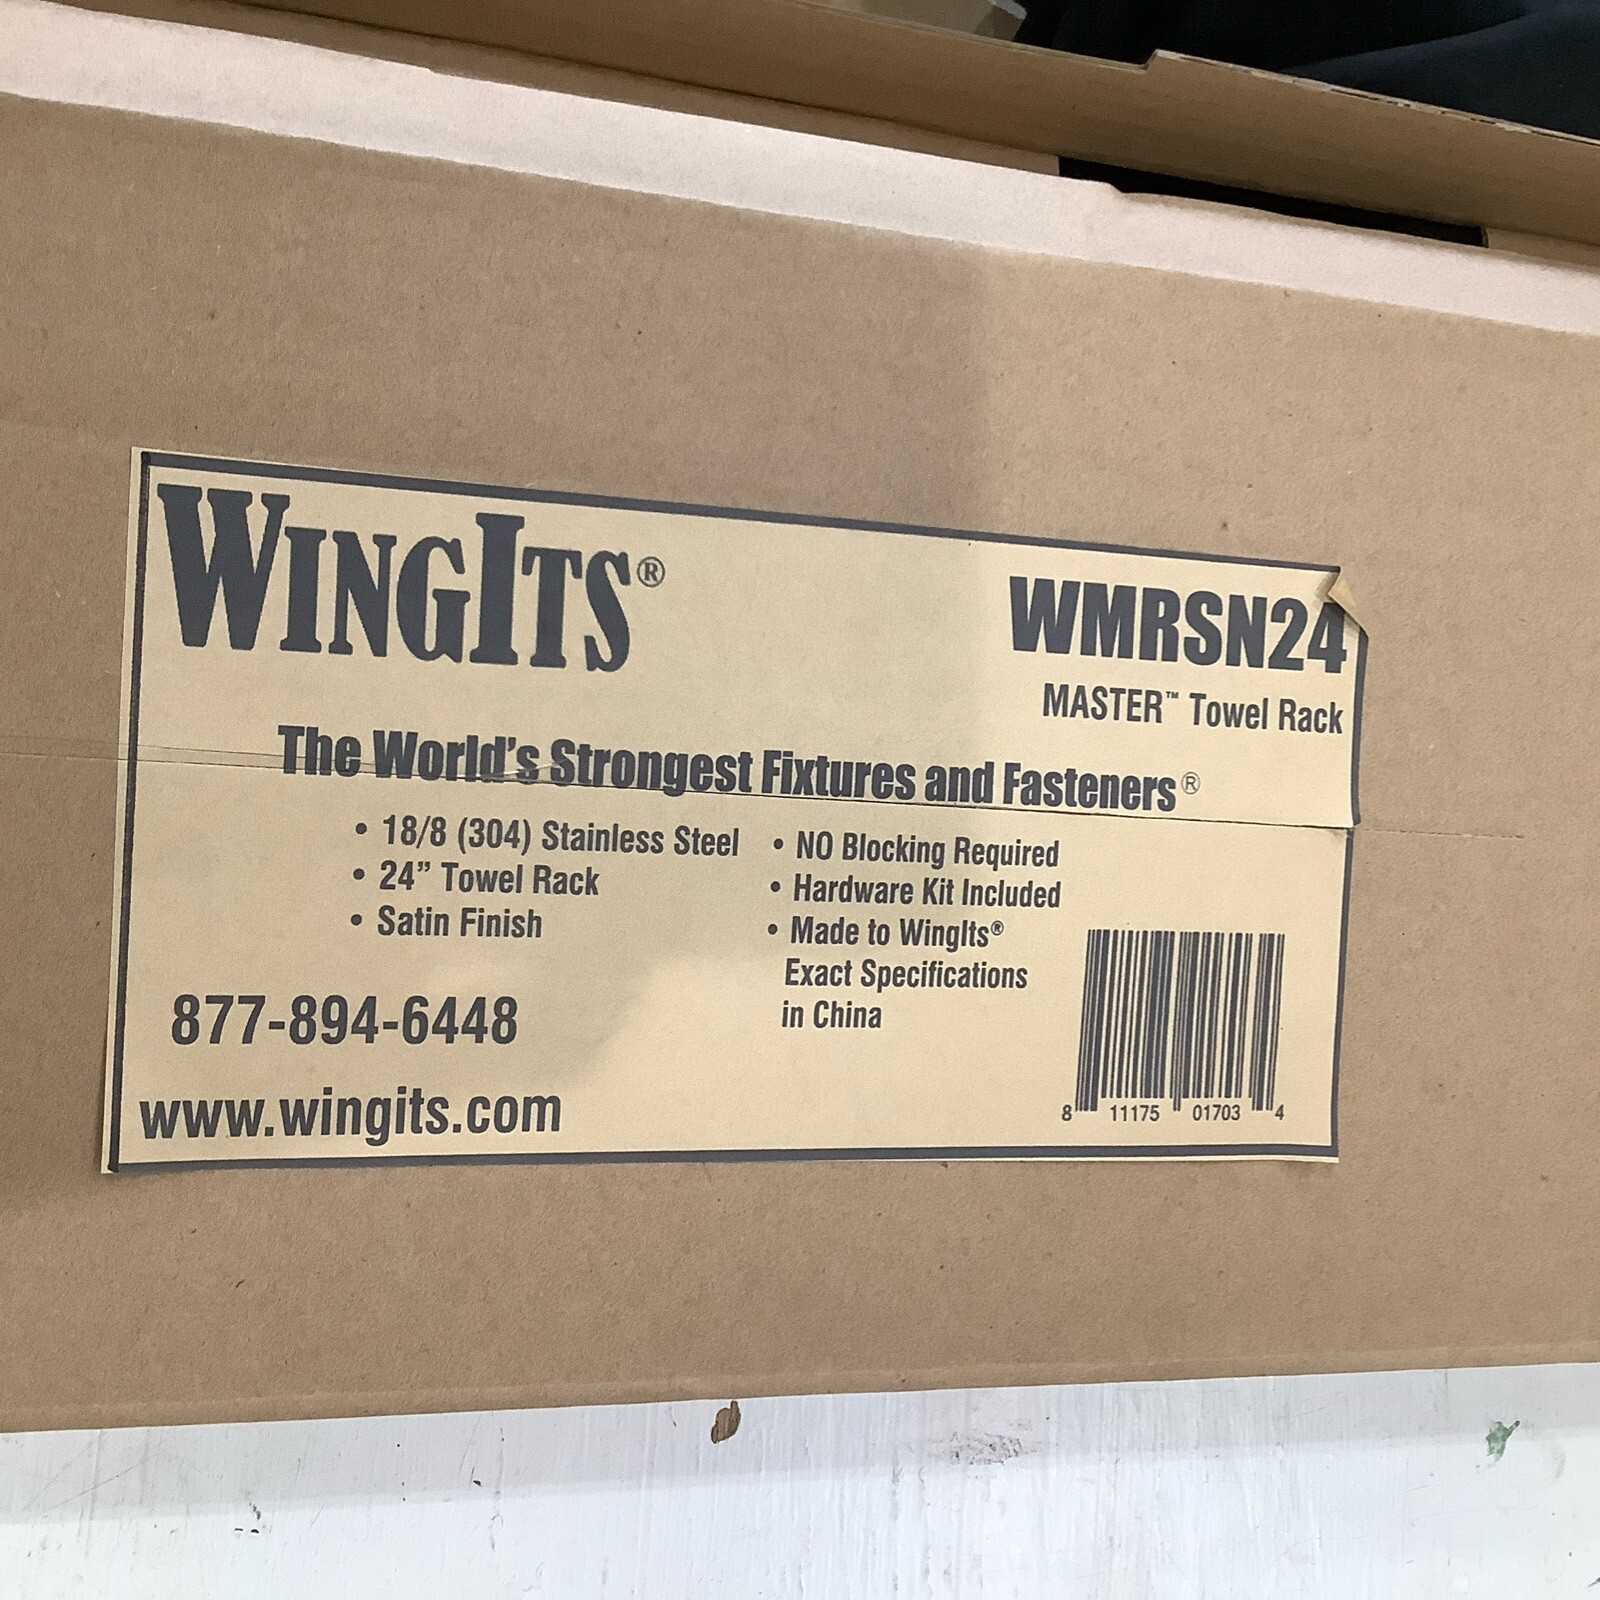 WINGITS®
WMRSN24
MASTER™ Towel Rack
The World's Strongest Fixtures and Fasteners®
• 18/8 (304) Stainless Steel
• 24” Towel Rack
• Satin Finish
• NO Blocking Required
• Hardware Kit Included
• Made to WingIts®
Exact Specifications
in China
877-894-6448
www.wingits.com
8 11175 01703 4